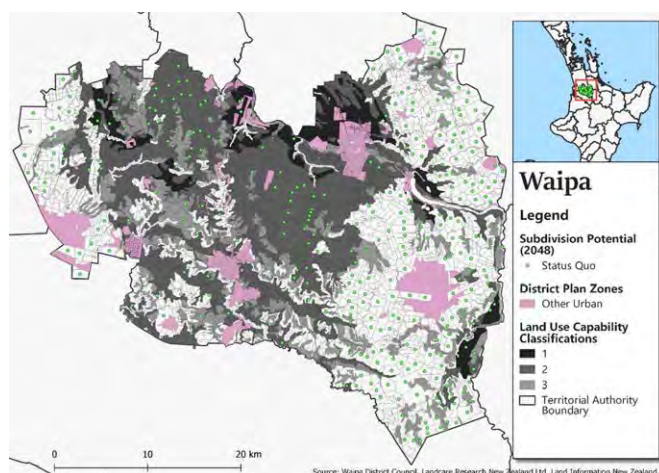 Waipa
Legend
Subdivision Potential
(2048)
Status Quo
District Plan Zones
Other Urban
Land Use Capability
Classifications
1
2
3
Territorial Authority
Boundary
0 10 20 km
Source: Waipa District Council, Landcare Research New Zealand Ltd, Land Information New Zealand